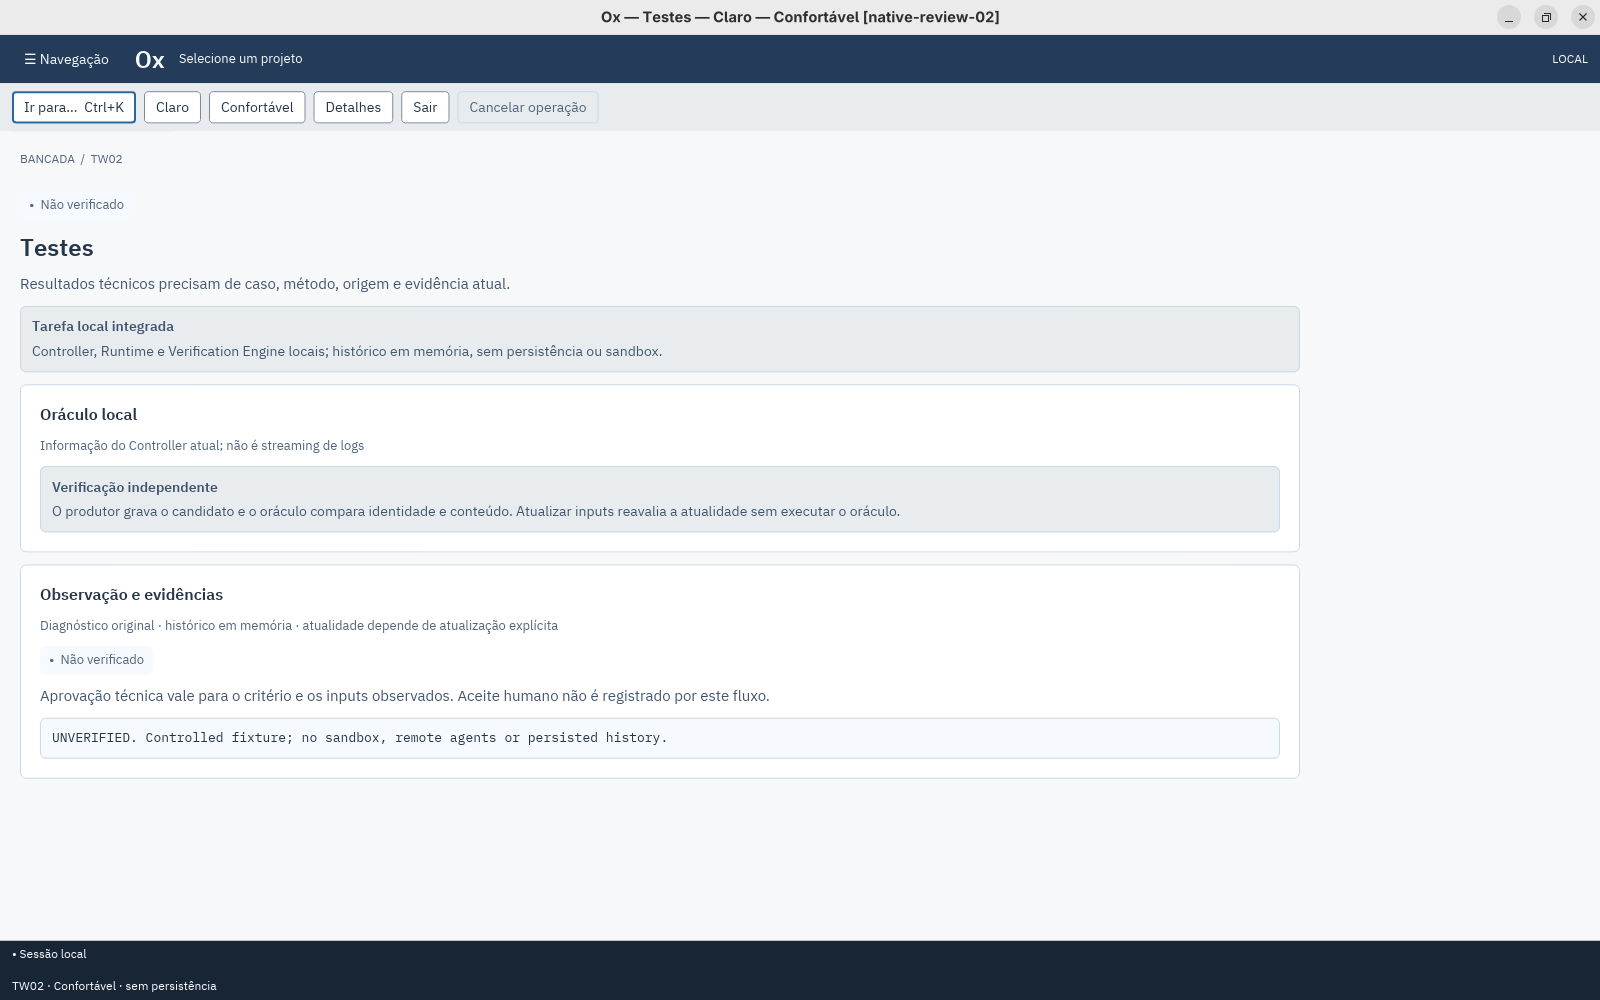 Ox — Testes — Claro — Confortável [native-review-02]
☰ Navegação Ox Selecione um projeto LOCAL
Ir para... Ctrl+K Claro Confortável Detalhes Sair Cancelar operação
BANCADA / TW02
• Não verificado
Testes
Resultados técnicos precisam de caso, método, origem e evidência atual.
Tarefa local integrada
Controller, Runtime e Verification Engine locais; histórico em memória, sem persistência ou sandbox.
Oráculo local
Informação do Controller atual; não é streaming de logs
Verificação independente
O produtor grava o candidato e o oráculo compara identidade e conteúdo. Atualizar inputs reavalia a atualidade sem executar o oráculo.
Observação e evidências
Diagnóstico original · histórico em memória · atualidade depende de atualização explícita
• Não verificado
Aprovação técnica vale para o critério e os inputs observados. Aceite humano não é registrado por este fluxo.
UNVERIFIED. Controlled fixture; no sandbox, remote agents or persisted history.
• Sessão local
TW02 · Confortável · sem persistência